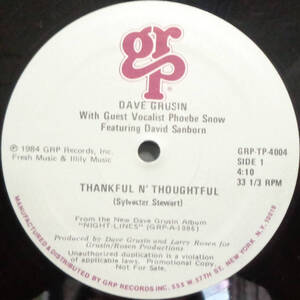 grp
DAVE GRUSIN
With Guest Vocalist Phoebe Snow
Featuring David Sanborn
℗ 1984 GRP Records, Inc.
Fresh Music & Illily Music
GRP-TP-4004
SIDE 1
4:10
33 1/3 RPM
THANKFUL N' THOUGHTFUL
(Sylvester Stewart)
From the New Dave Grusin Album
"NIGHT-LINES" (GRP-A-1006)
Produced by Dave Grusin and Larry Rosen for
Grusin/Rosen Productions
Unauthorized duplication is a violation
of applicable laws. Promotional Copy.
Not For Sale.
MANUFACTURED & DISTRIBUTED BY GRP RECORDS INC. 555 W. 57TH ST., NEW YORK, N.Y. 10019